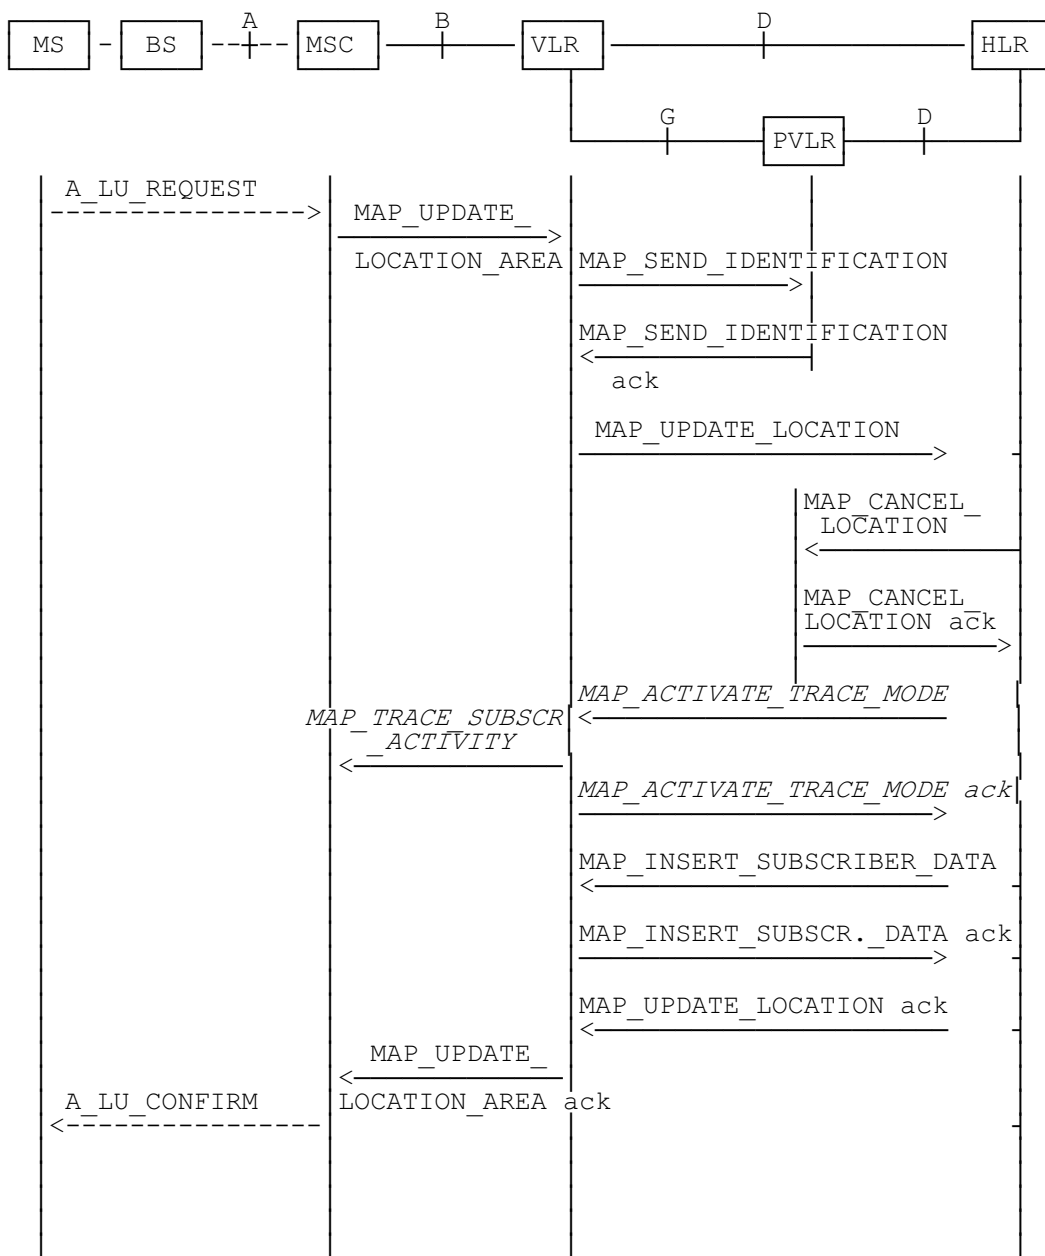 A B D
MS BS MSC VLR HLR
G D
PVLR
A_LU_REQUEST
MAP_UPDATE_
LOCATION_AREA MAP_SEND_IDENTIFICATION
MAP_SEND_IDENTIFICATION
ack
MAP_UPDATE_LOCATION
MAP_CANCEL_
LOCATION
MAP_CANCEL_
LOCATION ack
MAP_ACTIVATE_TRACE_MODE
MAP_TRACE_SUBSCR
_ACTIVITY
MAP_ACTIVATE_TRACE_MODE ack
MAP_INSERT_SUBSCRIBER_DATA
MAP_INSERT_SUBSCR._DATA ack
MAP_UPDATE_LOCATION ack
MAP_UPDATE_
A_LU_CONFIRM LOCATION_AREA ack